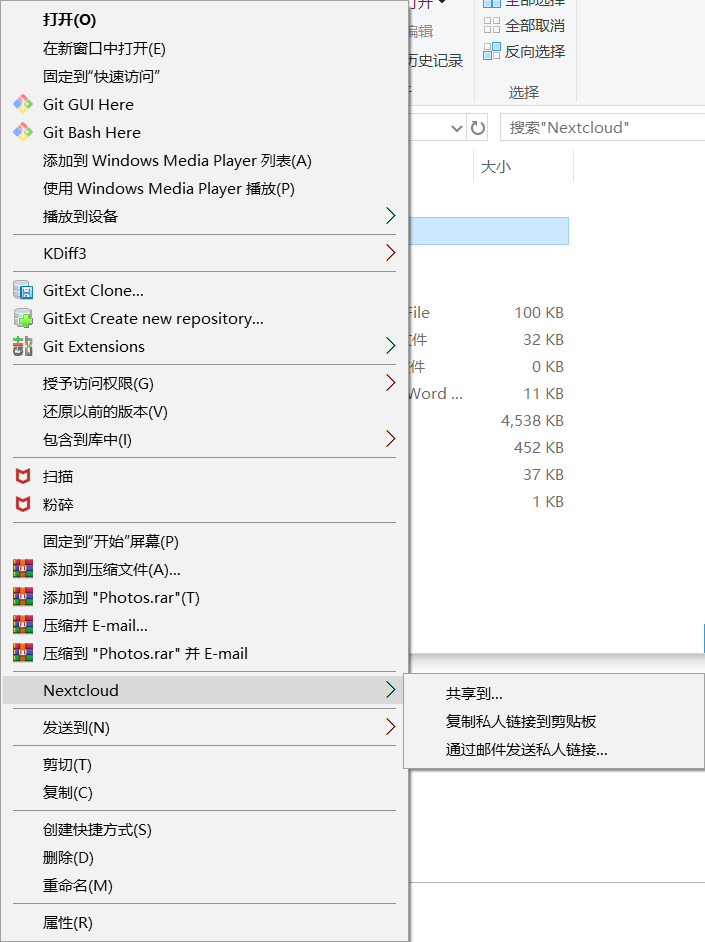 打开(O)
在新窗口中打开(E)
固定到"快速访问"
Git GUI Here
Git Bash Here
添加到 Windows Media Player 列表(A)
使用 Windows Media Player 播放(P)
播放到设备
KDiff3
GitExt Clone...
GitExt Create new repository...
Git Extensions
授予访问权限(G)
还原以前的版本(V)
包含到库中(I)
扫描
粉碎
固定到"开始"屏幕(P)
添加到压缩文件(A)...
添加到 "Photos.rar"(T)
压缩并 E-mail...
压缩到 "Photos.rar" 并 E-mail
Nextcloud
发送到(N)
剪切(T)
复制(C)
创建快捷方式(S)
删除(D)
重命名(M)
属性(R)
共享到...
复制私人链接到剪贴板
通过邮件发送私人链接...
全部选择
全部取消
反向选择
选择
编辑
历史记录
搜索"Nextcloud"
大小
File 100 KB
件 32 KB
件 0 KB
Word ... 11 KB
4,538 KB
452 KB
37 KB
1 KB